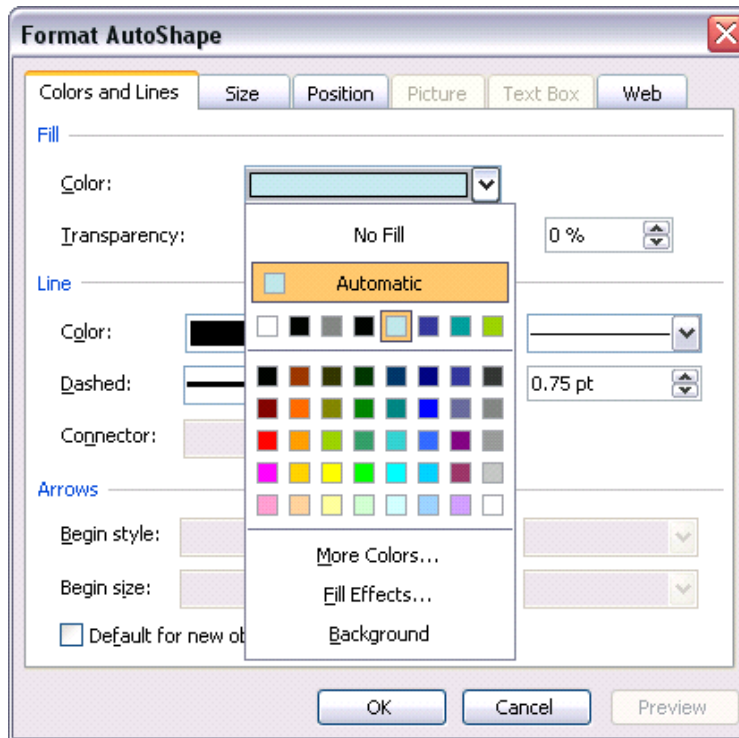 Format AutoShape
Colors and Lines Size Position Picture Text Box Web
Fill
Color:
Transparency: No Fill 0 %
Automatic
Line
Color:
Dashed: 0.75 pt
Connector:
Arrows
Begin style:
More Colors...
Begin size: Fill Effects...
Default for new ob Background
OK Cancel Preview